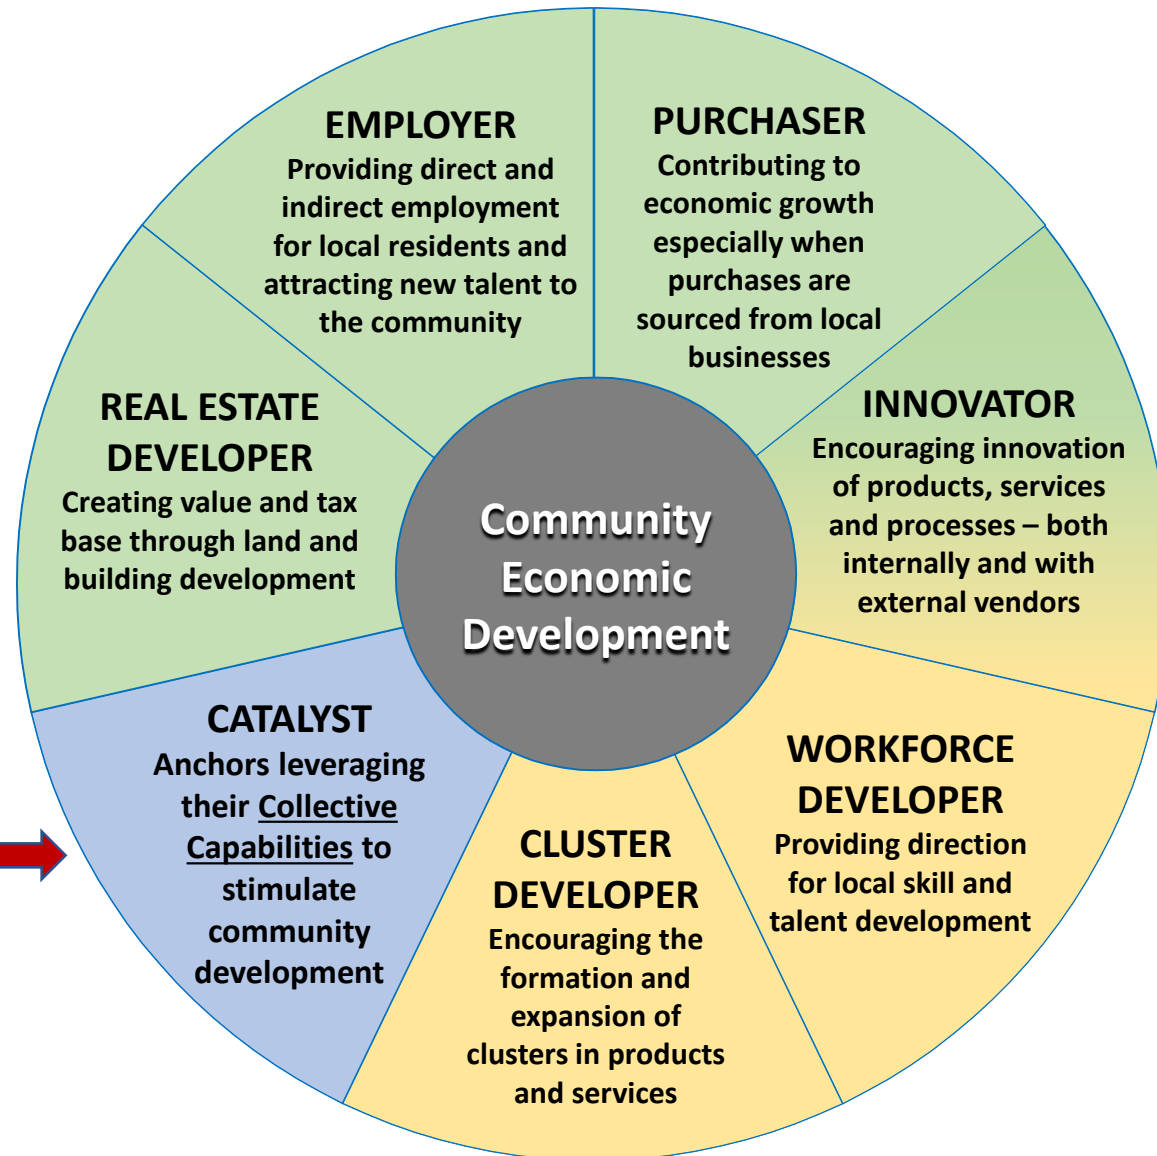 EMPLOYER
Providing direct and
indirect employment
for local residents and
attracting new talent to
the community
PURCHASER
Contributing to
economic growth
especially when
purchases are
sourced from local
businesses
INNOVATOR
Encouraging innovation
of products, services
and processes – both
internally and with
external vendors
WORKFORCE
DEVELOPER
Providing direction
for local skill and
talent development
CLUSTER
DEVELOPER
Encouraging the
formation and
expansion of
clusters in products
and services
CATALYST
Anchors leveraging
their Collective
Capabilities to
stimulate
community
development
REAL ESTATE
DEVELOPER
Creating value and tax
base through land and
building development
Community
Economic
Development